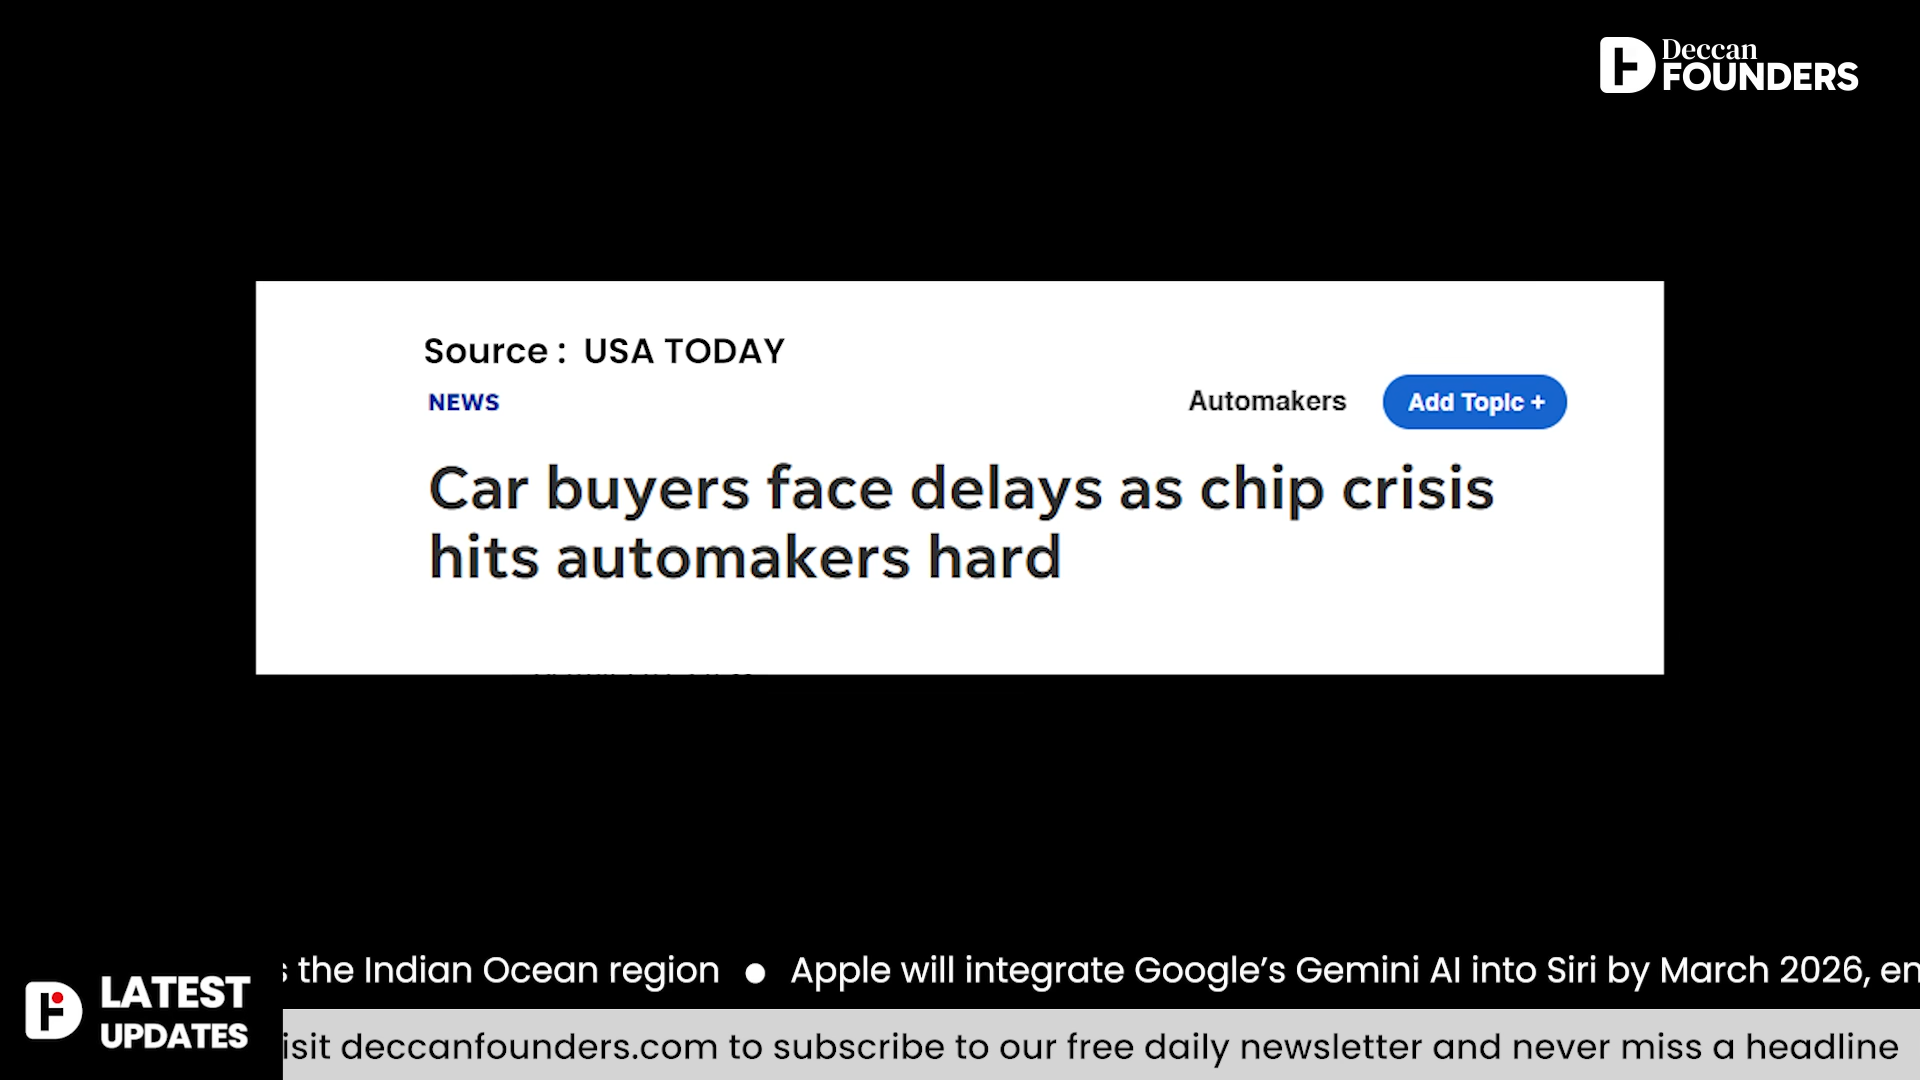 Deccan
FOUNDERS
Source : USA TODAY
NEWS
Automakers
Add Topic +
Car buyers face delays as chip crisis
hits automakers hard
the Indian Ocean region ● Apple will integrate Google’s Gemini AI into Siri by March 2026,
LATEST
UPDATES
deccanfounders.com to subscribe to our free daily newsletter and never miss a headline